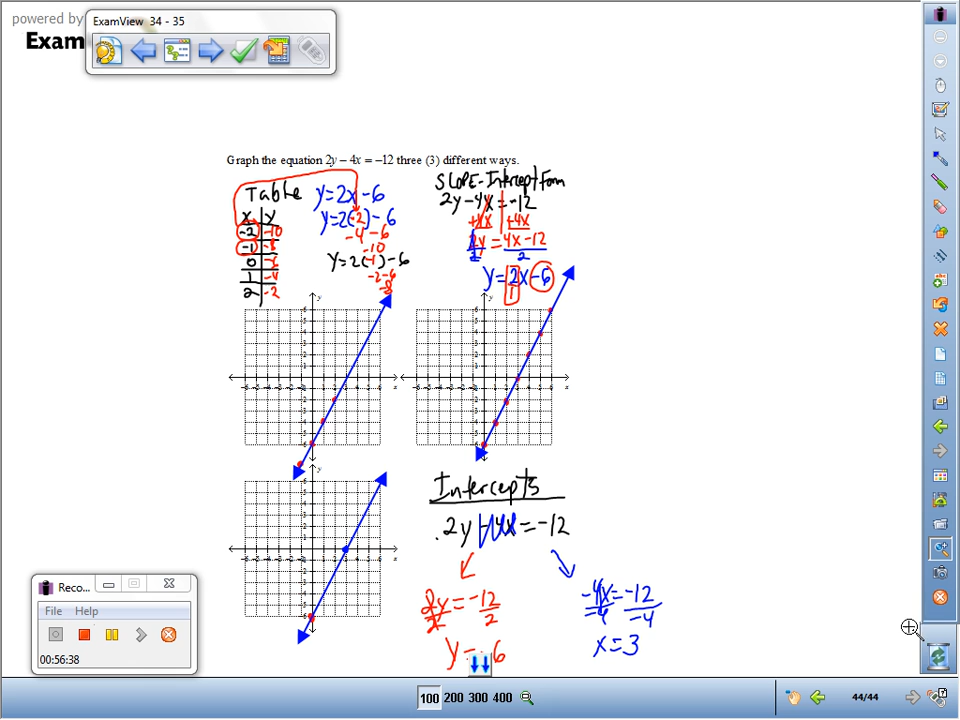 powered by
Exam
ExamView 34 - 35
Graph the equation 2y − 4x = −12 three (3) different ways.
Table
x y
-2 -10
-1 -8
0 -6
1 -4
2 -2
y=2x-6
y=2(-2)-6
-4-6
-10
y=2(-1)-6
-2-6
-8
SLOPE-Intercept Form
2y-4x=-12
+4x +4x
2y = 4x-12
2 2
y=2x-6
1
Intercepts
2y-4x=-12
2y=-12
2 2
y=-6
-4x=-12
-4 -4
x=3
Reco...
File Help
00:56:38
100 200 300 400
44/44